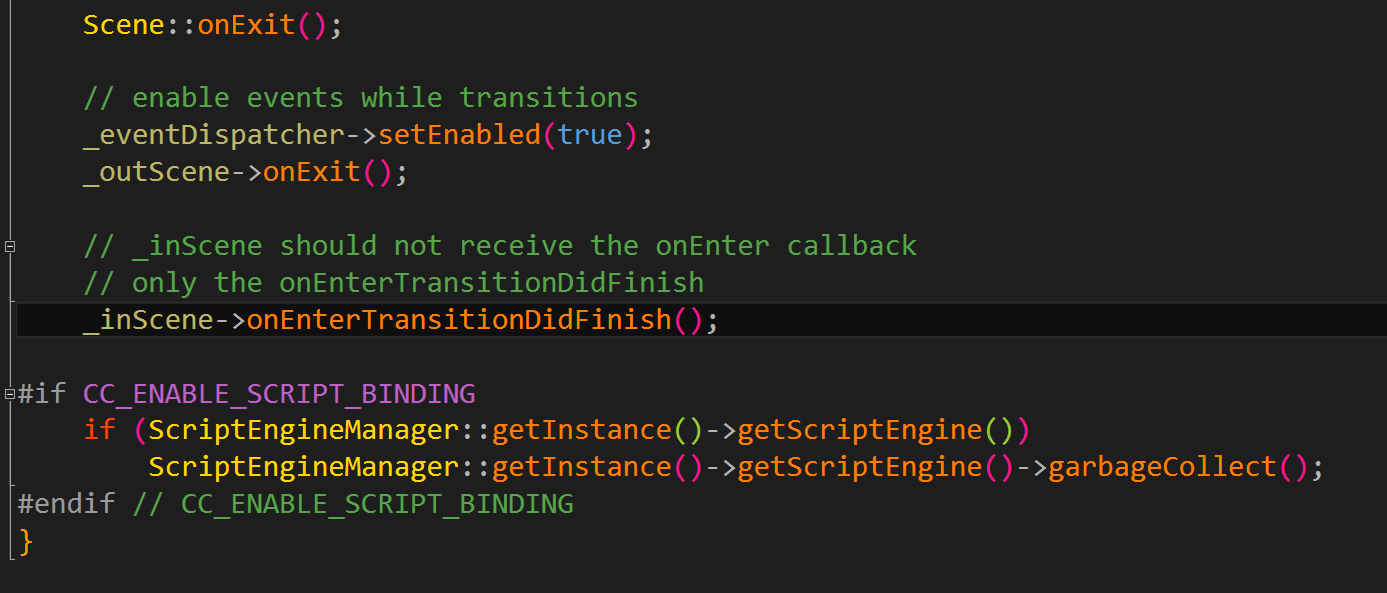 Scene::onExit();
// enable events while transitions
_eventDispatcher->setEnabled(true);
_outScene->onExit();
// _inScene should not receive the onEnter callback
// only the onEnterTransitionDidFinish
_inScene->onEnterTransitionDidFinish();
#if CC_ENABLE_SCRIPT_BINDING
if (ScriptEngineManager::getInstance()->getScriptEngine())
ScriptEngineManager::getInstance()->getScriptEngine()->garbageCollect();
#endif // CC_ENABLE_SCRIPT_BINDING
}